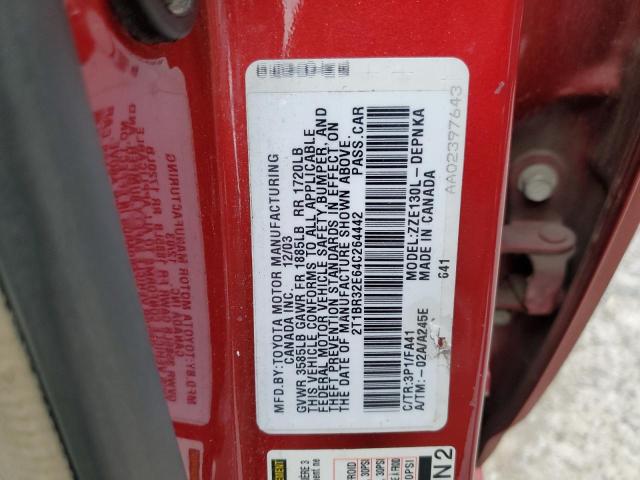 MFD.BY:TOYOTA MOTOR MANUFACTURING
CANADA INC. 12/03
GVWR 3585LB GAWR FR 1885LB RR 1720LB
THIS VEHICLE CONFORMS TO ALL APPLICABLE
FEDERAL MOTOR VEHICLE SAFETY, BUMPER, AND
THEFT PREVENTION STANDARDS IN EFFECT ON
THE DATE OF MANUFACTURE SHOWN ABOVE.
2T1BR32E64C264442 PASS.CAR
C/TR:3P1/FA41 MODEL:ZZE130L-DEPNKA
A/TM:-02A/A245E MADE IN CANADA
G41
AA02397643
N2
30PSI
30PSI